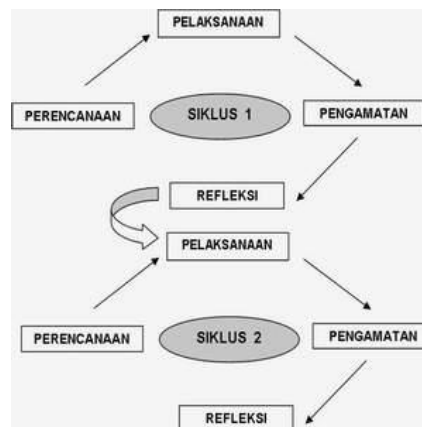 PELAKSANAAN
PERENCANAAN
SIKLUS 1
PENGAMATAN
REFLEKSI
PELAKSANAAN
PERENCANAAN
SIKLUS 2
PENGAMATAN
REFLEKSI